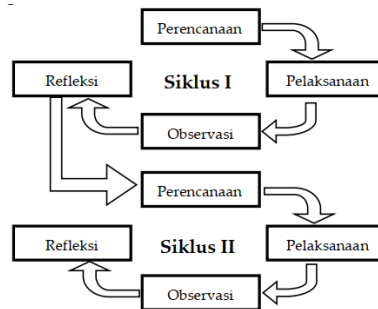 Perencanaan
Refleksi
Siklus I
Pelaksanaan
Observasi
Perencanaan
Refleksi
Siklus II
Pelaksanaan
Observasi